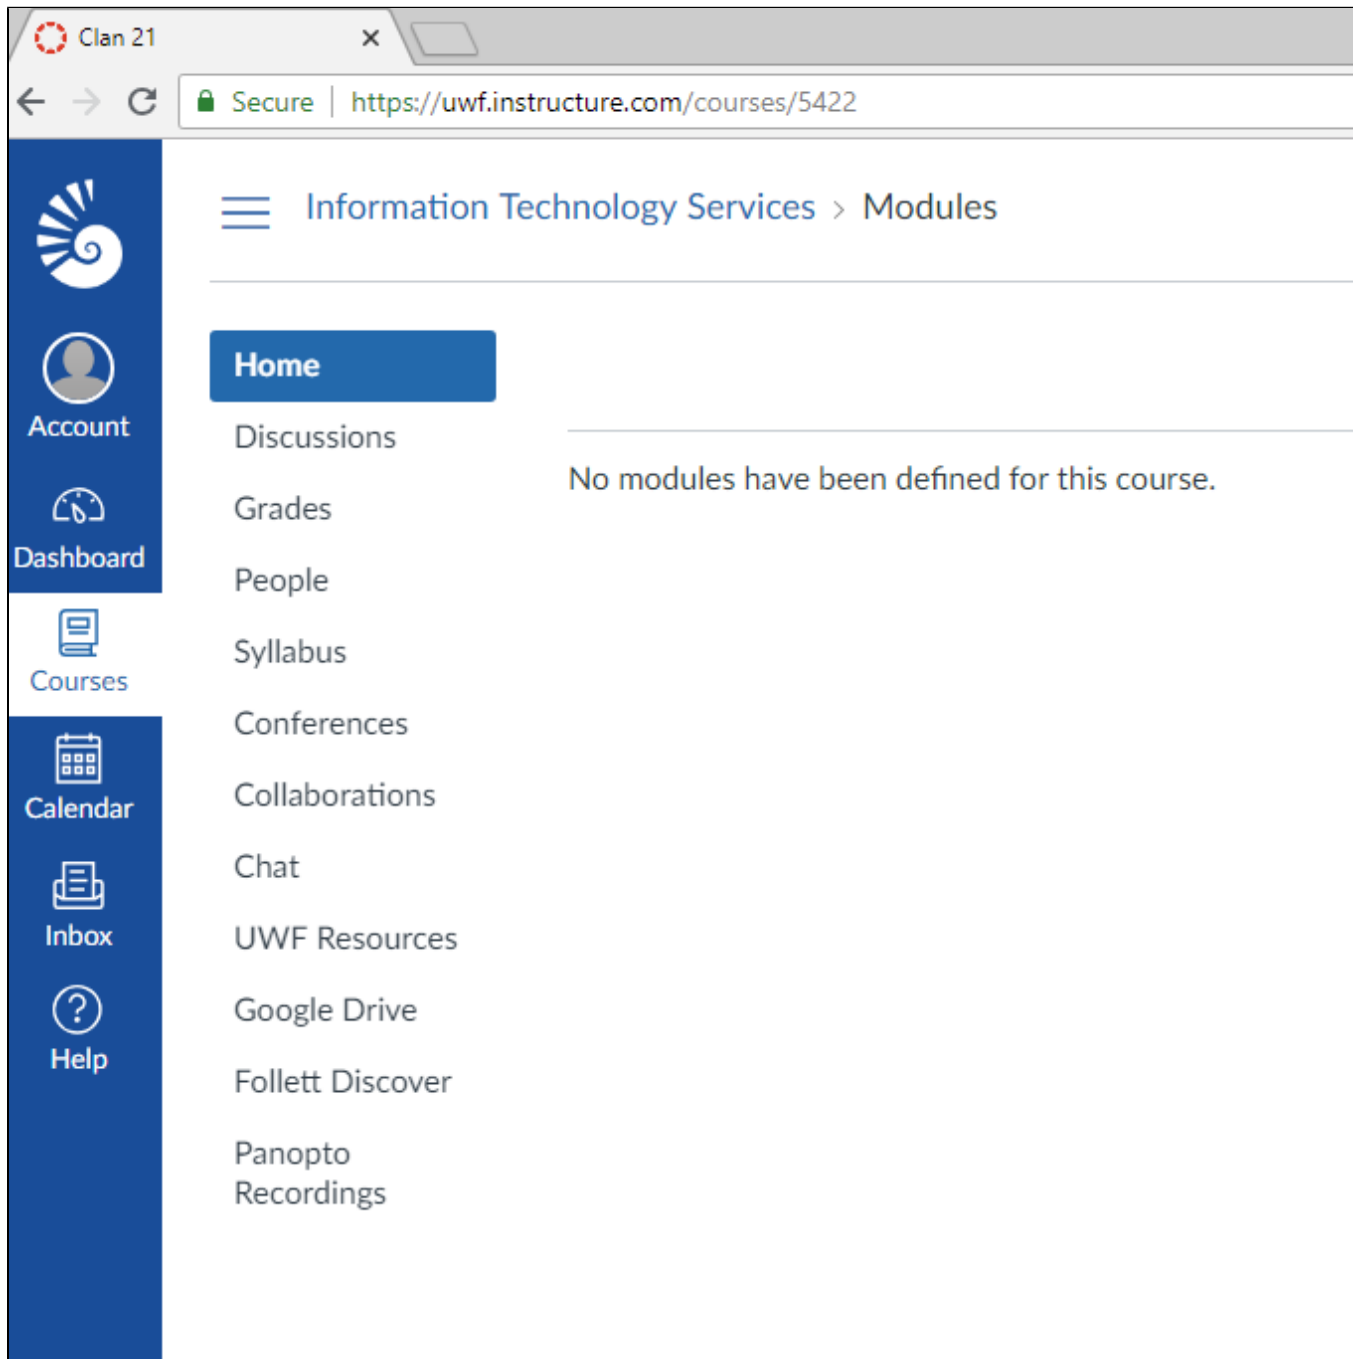 Clan 21
Secure | https://uwf.instructure.com/courses/5422
Information Technology Services > Modules
Account
Dashboard
Courses
Calendar
Inbox
Help
Home
Discussions
Grades
People
Syllabus
Conferences
Collaborations
Chat
UWF Resources
Google Drive
Follett Discover
Panopto
Recordings
No modules have been defined for this course.